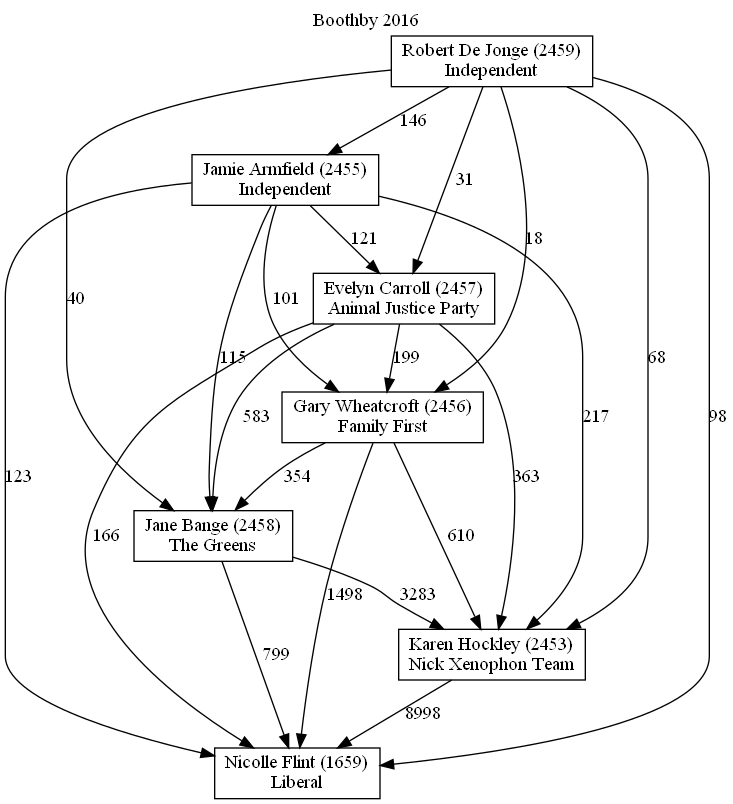 Boothby 2016
Robert De Jonge (2459)
Independent
146
Jamie Armfield (2455)
Independent
31
18
121
Evelyn Carroll (2457)
Animal Justice Party
40
101
115
199
68
Gary Wheatcroft (2456)
Family First
583
217
98
123
354
363
Jane Bange (2458)
The Greens
166
610
1498
3283
Karen Hockley (2453)
Nick Xenophon Team
799
8998
Nicolle Flint (1659)
Liberal